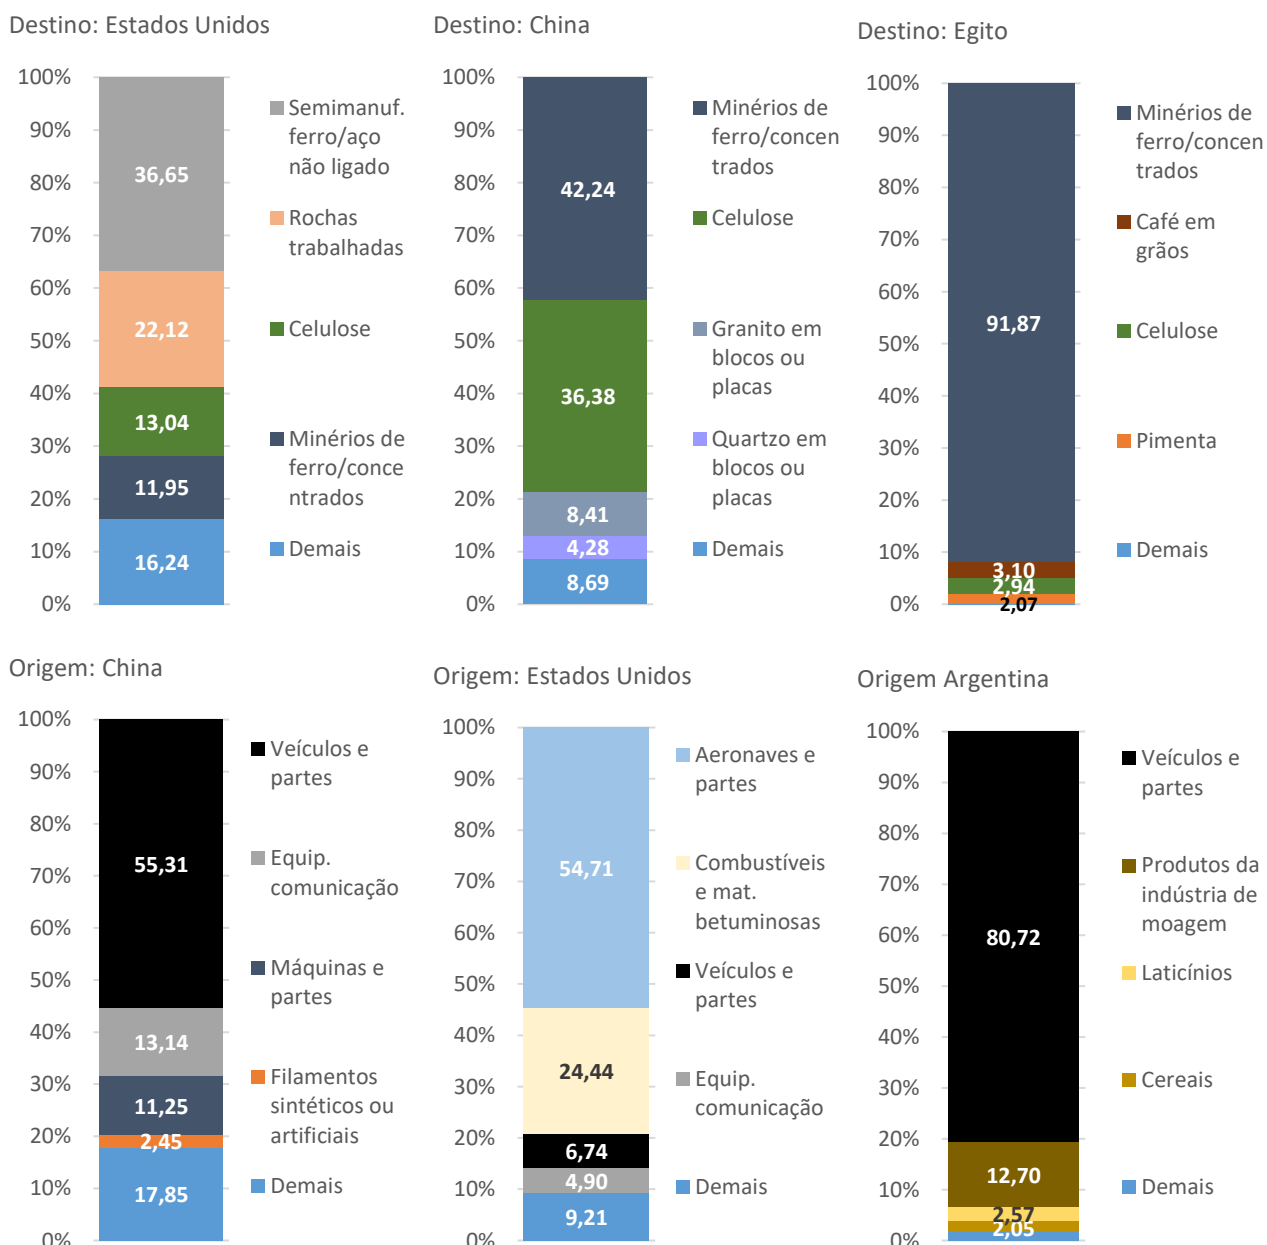 Destino: Estados Unidos
100%
90%
80%
70%
60%
50%
40%
30%
20%
10%
0%
36,65
22,12
13,04
11,95
16,24
Semimanuf.
ferro/aço
não ligado
Rochas
trabalhadas
Celulose
Minérios de
ferro/conce
ntrados
Demais
Destino: China
100%
90%
80%
70%
60%
50%
40%
30%
20%
10%
0%
42,24
36,38
8,41
4,28
8,69
Minérios de
ferro/concen
trados
Celulose
Granito em
blocos ou
placas
Quartzo em
blocos ou
placas
Demais
Destino: Egito
100%
90%
80%
70%
60%
50%
40%
30%
20%
10%
0%
91,87
3,10
2,94
2,07
Minérios de
ferro/concen
trados
Café em
grãos
Celulose
Pimenta
Demais
Origem: China
100%
90%
80%
70%
60%
50%
40%
30%
20%
10%
0%
55,31
13,14
11,25
2,45
17,85
Veículos e
partes
Equip.
comunicação
Máquinas e
partes
Filamentos
sintéticos ou
artificiais
Demais
Origem: Estados Unidos
100%
90%
80%
70%
60%
50%
40%
30%
20%
10%
0%
54,71
24,44
6,74
4,90
9,21
Aeronaves e
partes
Combustíveis
e mat.
betuminosas
Veículos e
partes
Equip.
comunicação
Demais
Origem Argentina
100%
90%
80%
70%
60%
50%
40%
30%
20%
10%
0%
80,72
12,70
2,57
2,05
Veículos e
partes
Produtos da
indústria de
moagem
Laticínios
Cereais
Demais